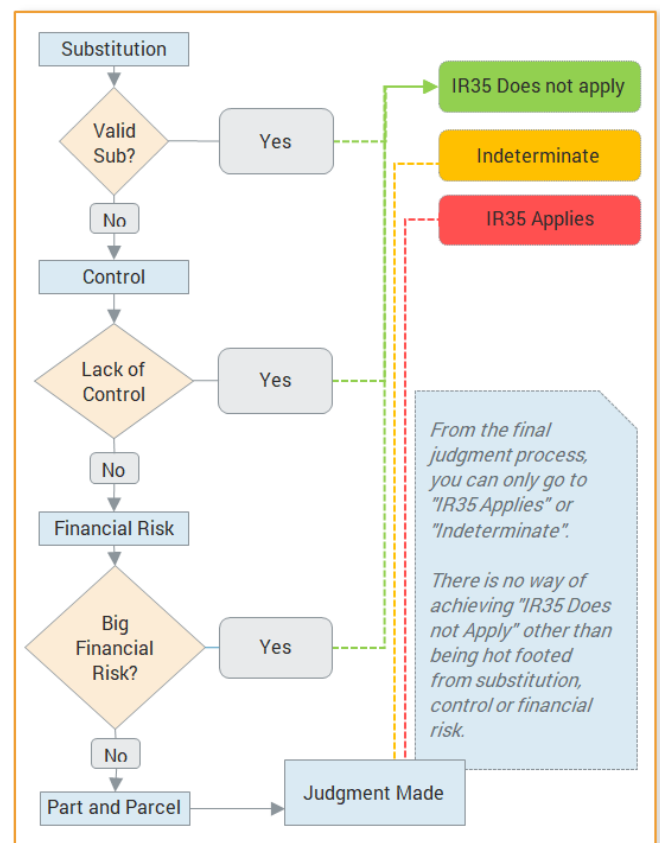 Substitution
IR35 Does not apply
Valid
Sub?
Yes
Indeterminate
No
IR35 Applies
Control
Lack of
Control
Yes
No
From the final
judgment process,
you can only go to
"IR35 Applies" or
"Indeterminate".
There is no way of
achieving "IR35 Does
not Apply" other than
being hot footed
from substitution,
control or financial
risk.
Financial Risk
Big
Financial
Risk?
Yes
No
Part and Parcel
Judgment Made